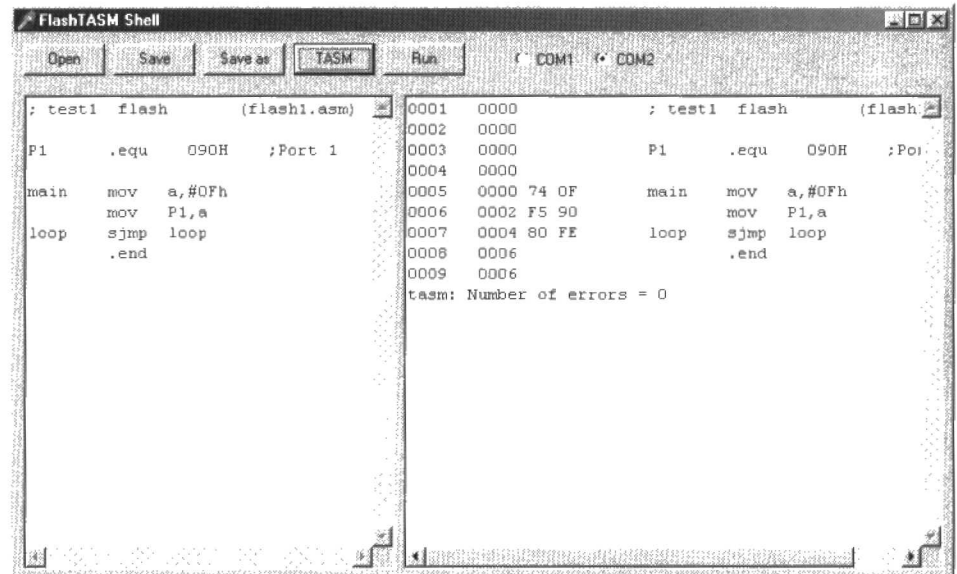 FlashTASM Shell
Open Save Save as TASM Run COM1 COM2
; test1 flash (flash1.asm)
P1 .equ 090H ;Port 1
main mov a,#0Fh
mov P1,a
loop sjmp loop
.end
0001 0000 ; test1 flash (flash
0002 0000
0003 0000 P1 .equ 090H ;Po
0004 0000
0005 0000 74 0F main mov a,#0Fh
0006 0002 F5 90 mov P1,a
0007 0004 80 FE loop sjmp loop
0008 0006 .end
0009 0006
tasm: Number of errors = 0